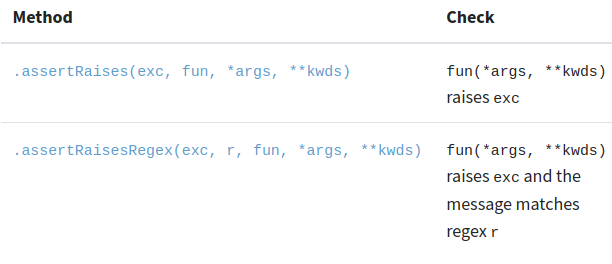 Method Check
.assertRaises(exc, fun, *args, **kwds) fun(*args, **kwds)
raises exc
.assertRaisesRegex(exc, r, fun, *args, **kwds) fun(*args, **kwds)
raises exc and the
message matches
regex r